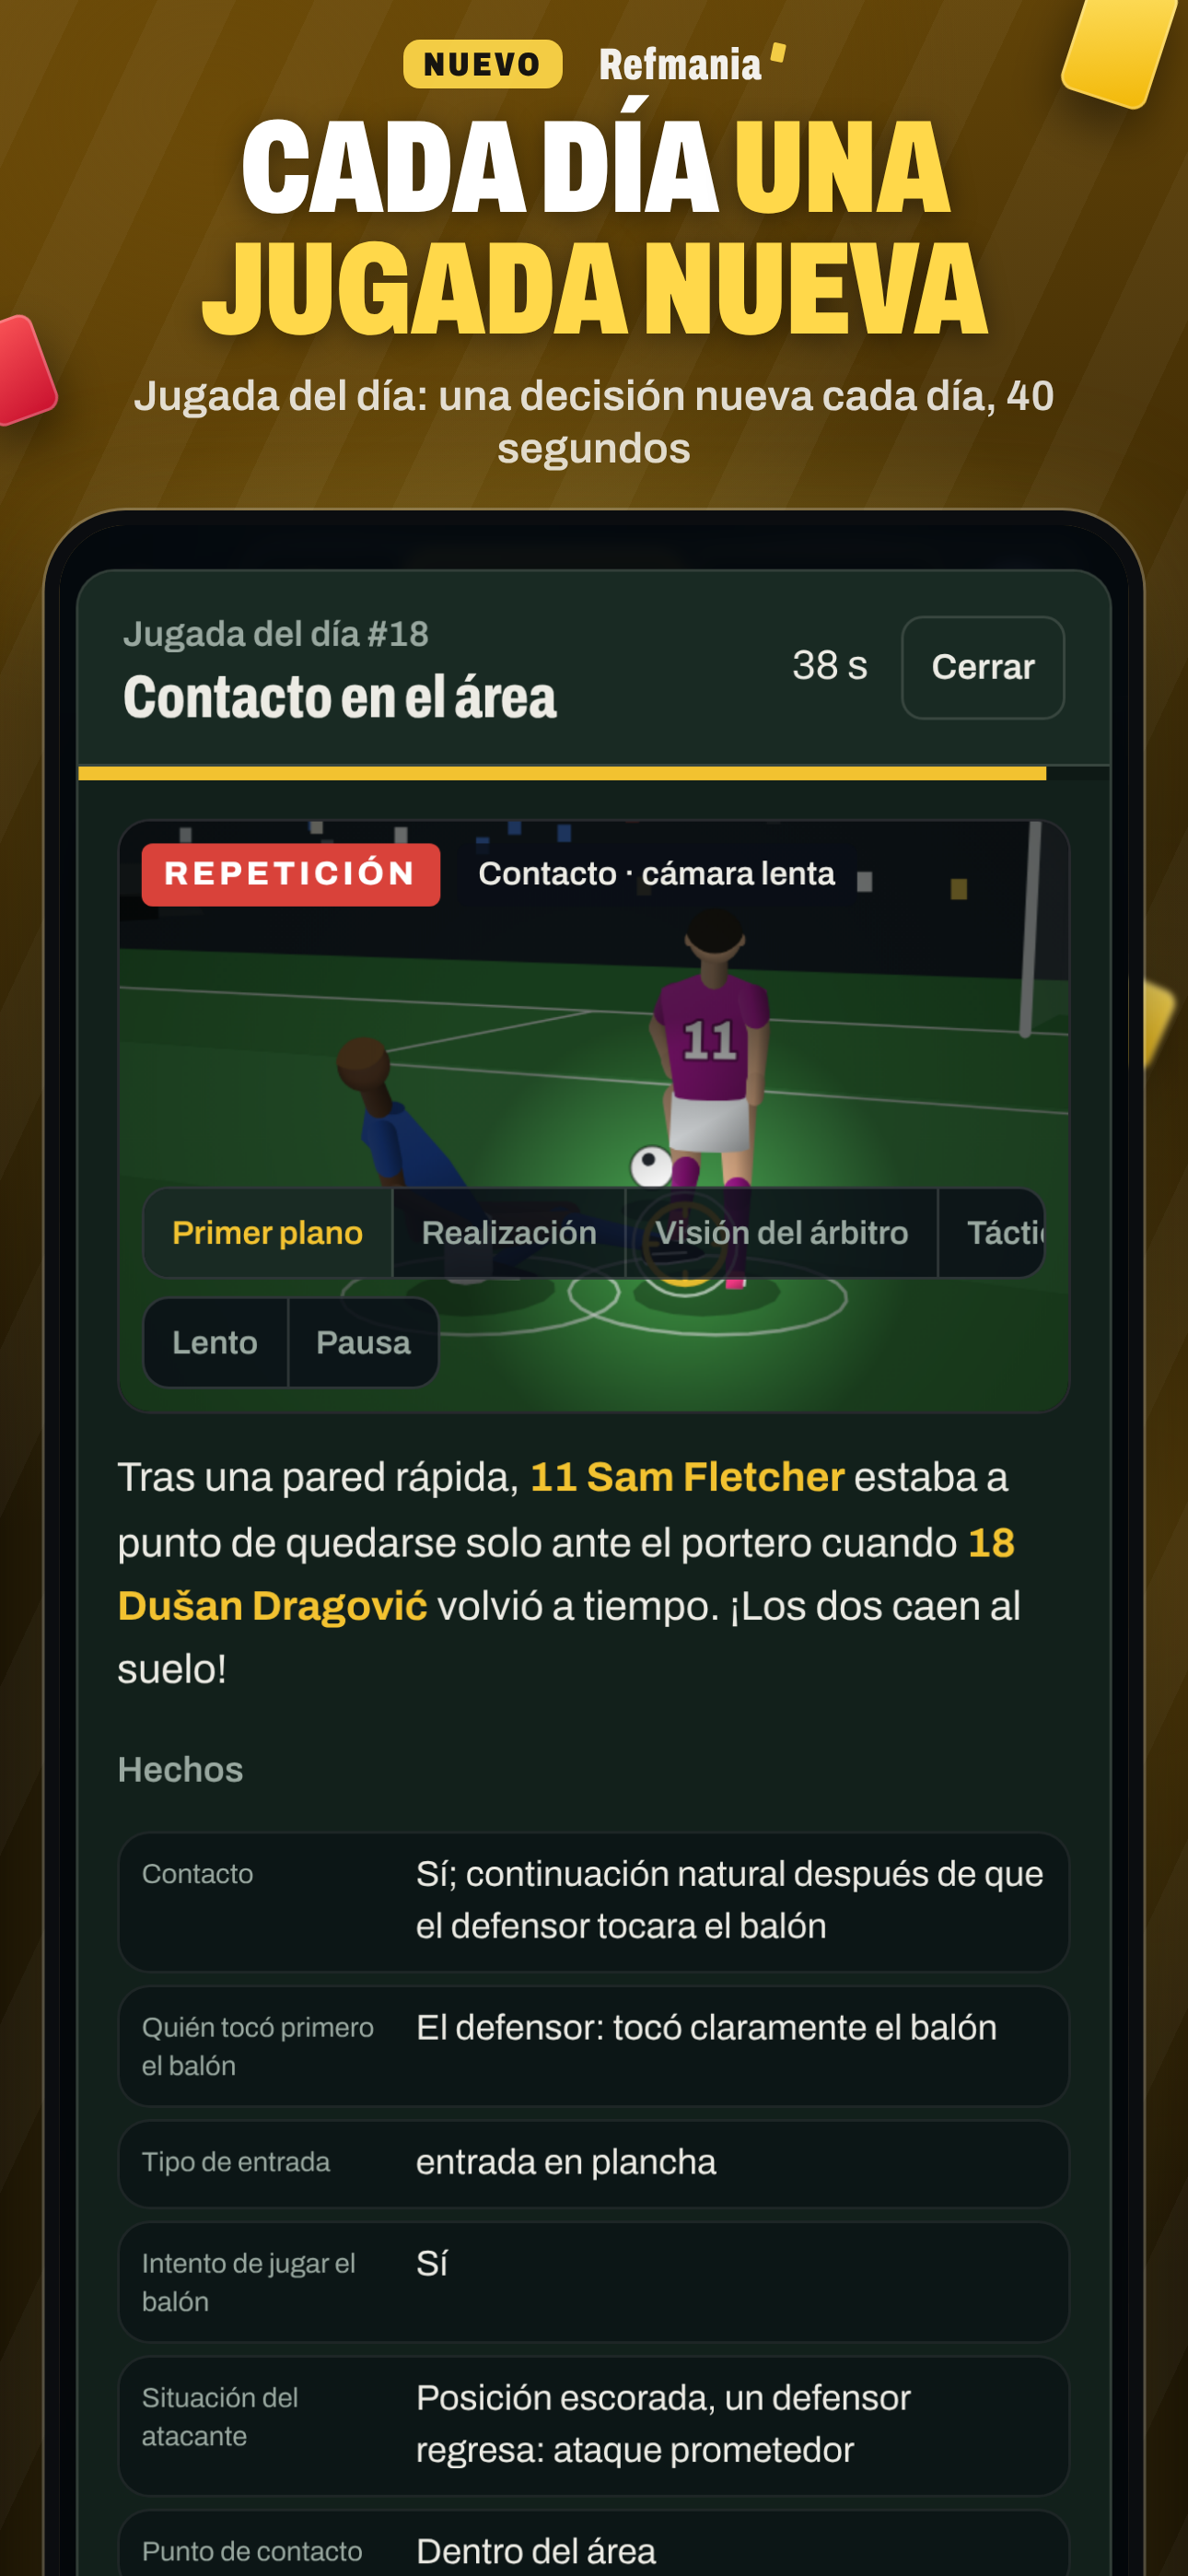 NUEVO Refmania
CADA DÍA UNA
JUGADA NUEVA
Jugada del día: una decisión nueva cada día, 40
segundos
Jugada del día #18
Contacto en el área
38 s
Cerrar
REPETICIÓN
Contacto · cámara lenta
11
Primer plano
Realización
Visión del árbitro
Lento
Pausa
Tras una pared rápida, 11 Sam Fletcher estaba a
punto de quedarse solo ante el portero cuando 18
Dušan Dragović volvió a tiempo. ¡Los dos caen al
suelo!
Hechos
Contacto
Sí; continuación natural después de que
el defensor tocara el balón
Quién tocó primero
el balón
El defensor: tocó claramente el balón
Tipo de entrada
entrada en plancha
Intento de jugar el
balón
Sí
Situación del
atacante
Posición escorada, un defensor
regresa: ataque prometedor
Punto de contacto
Dentro del área